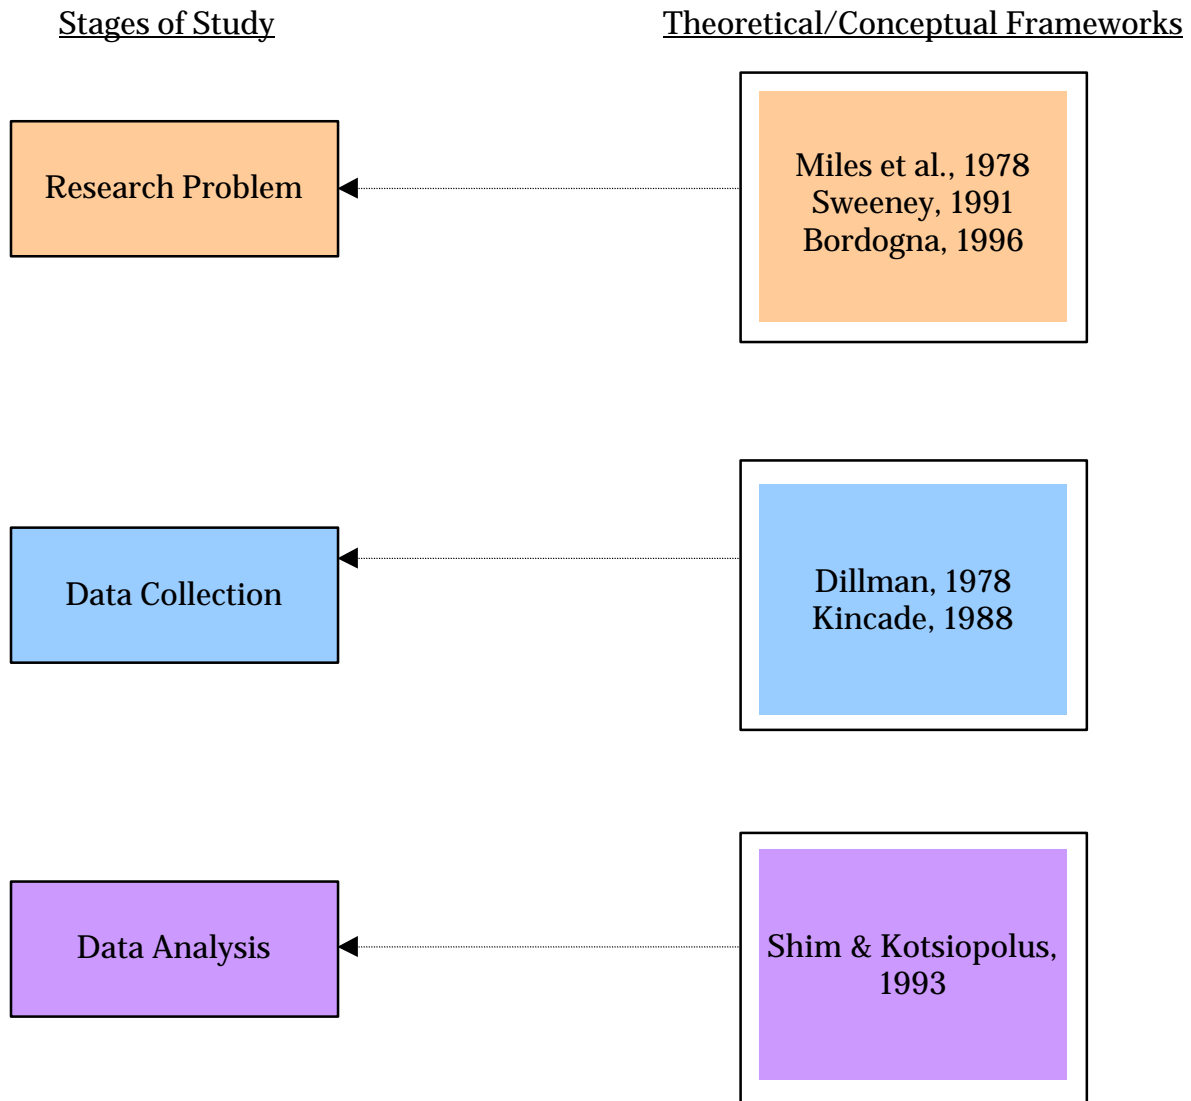 Stages of Study
Theoretical/Conceptual Frameworks
Research Problem
Miles et al., 1978
Sweeney, 1991
Bordogna, 1996
Data Collection
Dillman, 1978
Kincade, 1988
Data Analysis
Shim & Kotsiopolus,
1993